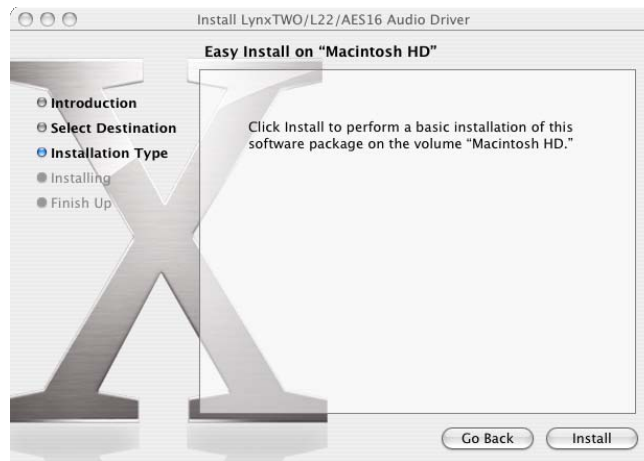 Install LynxTWO/L22/AES16 Audio Driver
Easy Install on “Macintosh HD”
Introduction
Select Destination
Installation Type
Installing
Finish Up
Click Install to perform a basic installation of this
software package on the volume “Macintosh HD.”
Go Back
Install